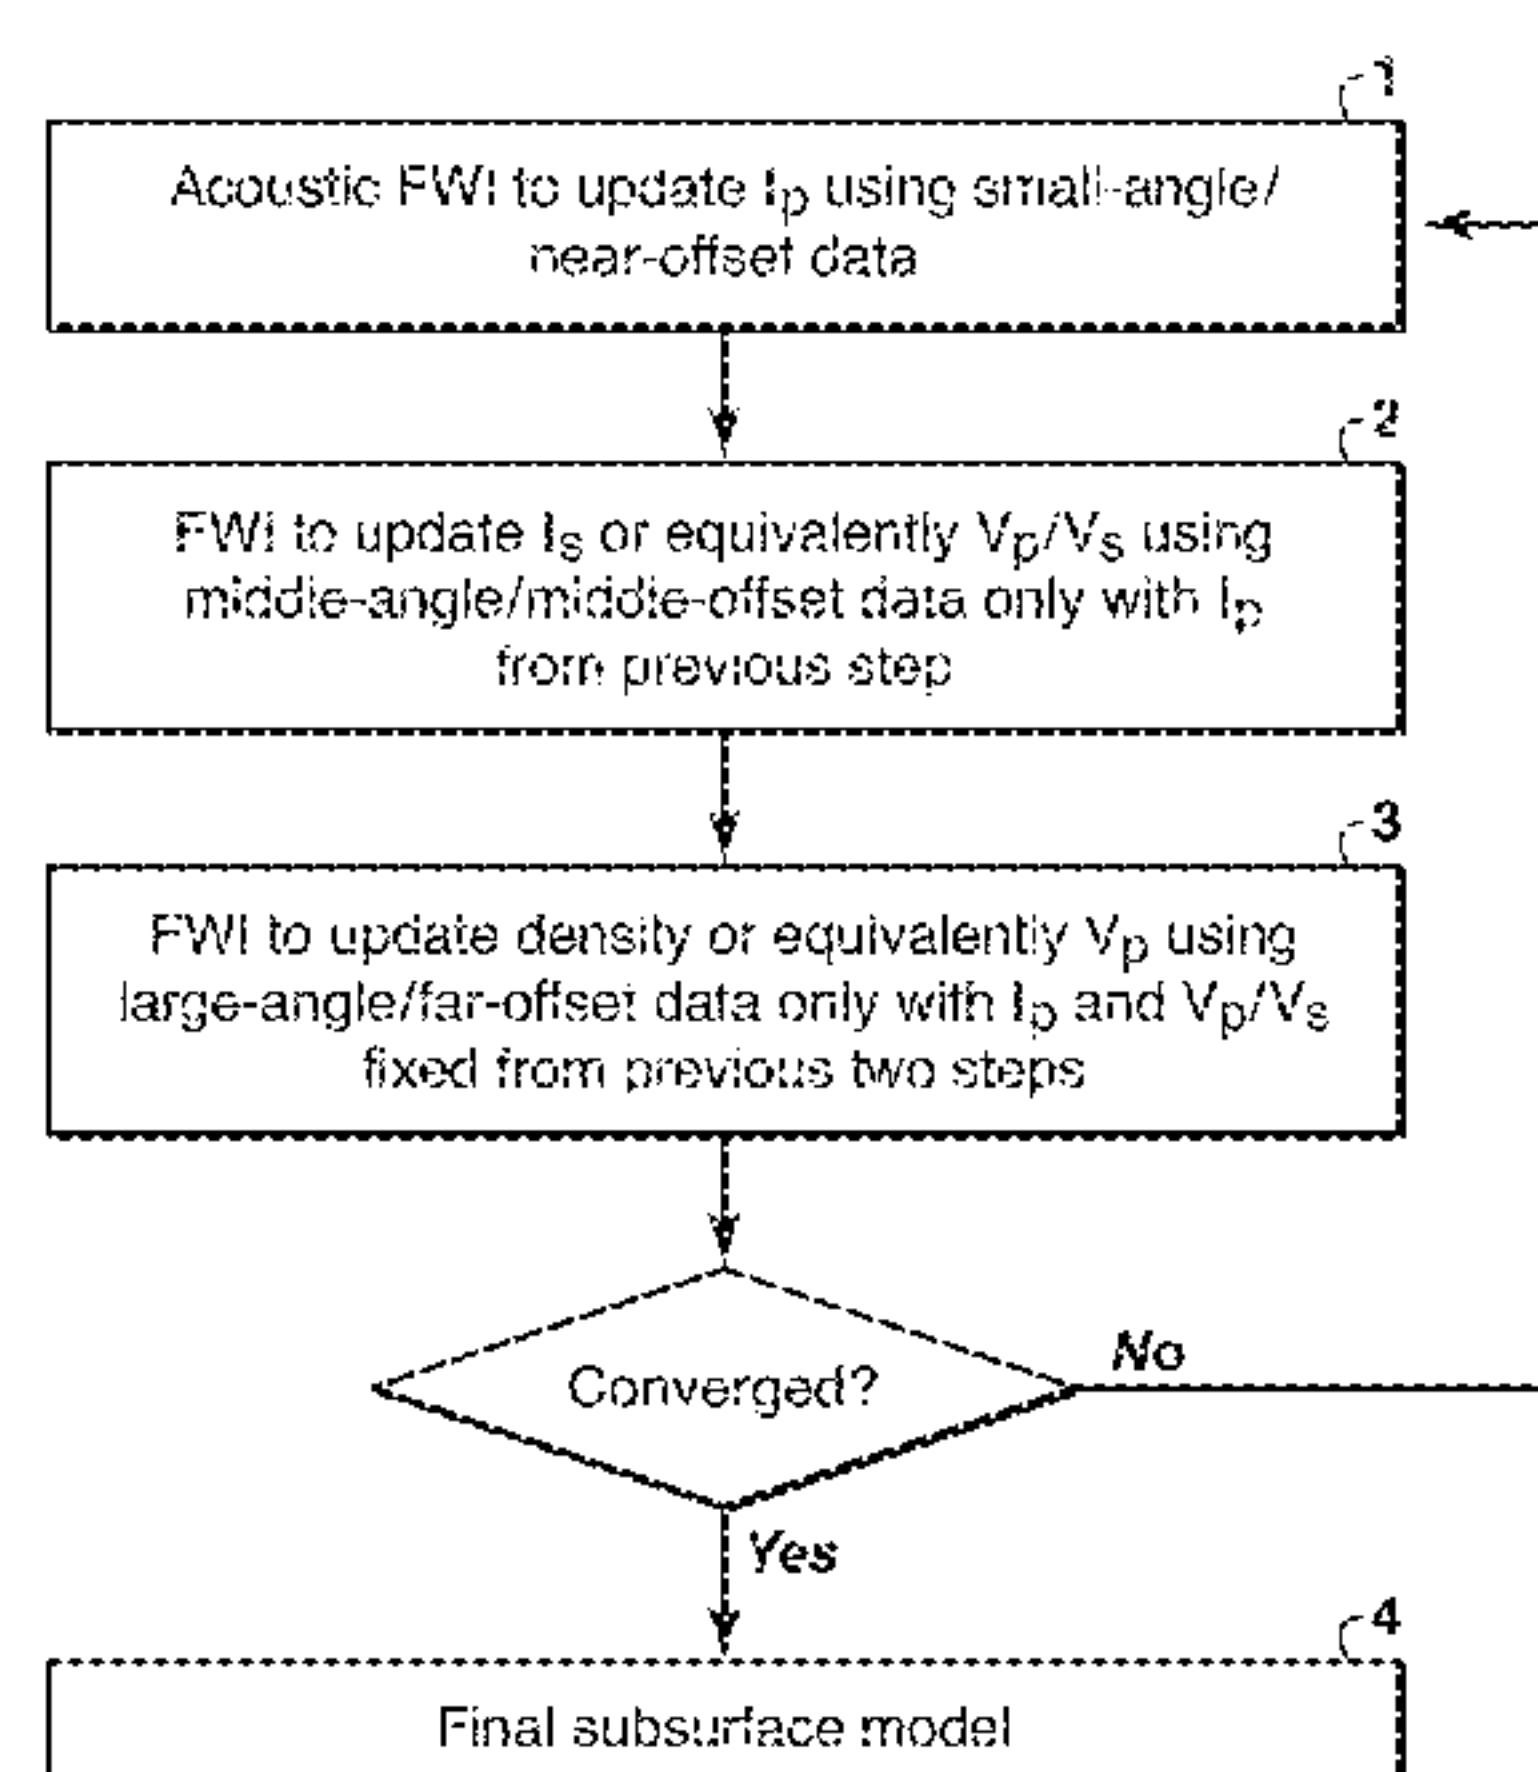 1
Acoustic FWI to update Ip using small-angle/
near-offset data
2
FWI to update Is or equivalently Vp/Vs using
middle-angle/middle-offset data only with Ip
from previous step
3
FWI to update density or equivalently Vp using
large-angle/far-offset data only with Ip and Vp/Vs
fixed from previous two steps
Converged?
No
Yes
4
Final subsurface model